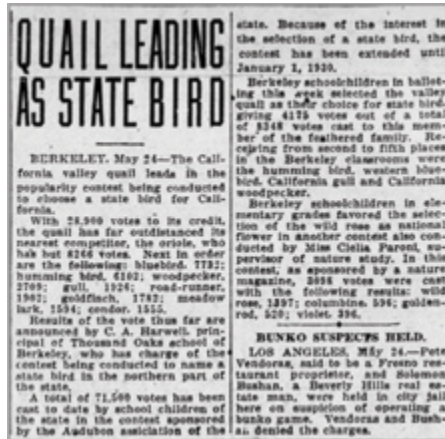 QUAIL LEADING
AS STATE BIRD
BERKELEY, May 24—The Cali-
fornia valley quail leads in the
popularity contest being conducted
to choose a state bird for Cali-
fornia.
With 28,900 votes to its credit,
the quail has far outdistanced its
nearest competitor, the oriole, who
has but 8266 votes. Next in order
are the following: bluebird, 7732;
humming bird, 6102; woodpecker,
2709; gull, 1926; road-runner,
1902; goldfinch, 1782; meadow
lark, 1594; condor, 1555.
Results of the vote thus far are
announced by C. A. Harwell, prin-
cipal of Thousand Oaks school of
Berkeley, who has charge of the
contest being conducted to name a
state bird in the northern part of
the state.
A total of 71,500 votes has been
cast to date by school children of
the state in the contest sponsored
by the Audubon assiciation of the
state. Because of the interest in
the selection of a state bird, the
contest has been extended until
January 1, 1930.
Berkeley schoolchildren in ballot-
ing this week selected the valley
quail as their choice for state bird,
giving 4175 votes out of a total
of 8348 votes cast to this mem-
ber of the feathered family. Re-
ceiving from second to fifth places
in the Berkeley classrooms were
the humming bird, western blue-
bird, California gull and California
woodpecker.
Berkeley schoolchildren in ele-
mentary grades favored the selec-
tion of the wild rose as national
flower in another contest also con-
ducted by Miss Clelia Paroni, su-
pervisor of nature study. In this
contest, as sponsored by a nature
magazine, 3098 votes were cast
with the following results: wild
rose, 1397; columbine, 596; golden-
rod, 520; violet, 396.
BUNKO SUSPECTS HELD.
LOS ANGELES, May 24.—Pete
Vendoras, said to be a Fresno res-
taurant proprietor, and Solomon
Bushan, a Beverly Hills real es-
tate man, were held in city jail
here on suspicion of operating a
bunko game. Vendoras and Bush-
an denied the charges.